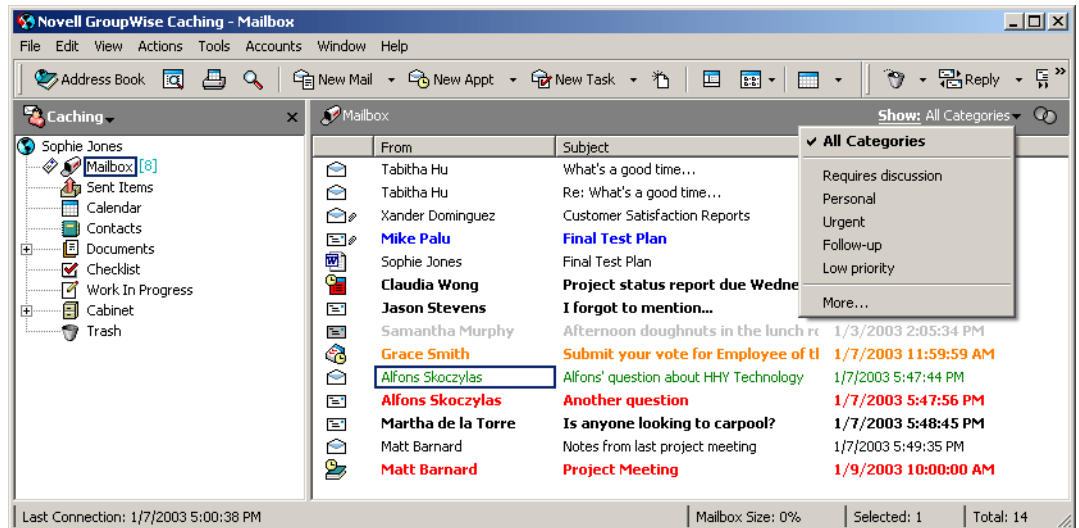 Novell GroupWise Caching - Mailbox
File Edit View Actions Tools Accounts Window Help
Address Book New Mail New Appt New Task Reply
Caching Mailbox Show: All Categories
Sophie Jones
Mailbox [8]
Sent Items
Calendar
Contacts
Documents
Checklist
Work In Progress
Cabinet
Trash
From Subject
Tabitha Hu What's a good time...
Tabitha Hu Re: What's a good time...
Xander Dominguez Customer Satisfaction Reports
Mike Palu Final Test Plan
Sophie Jones Final Test Plan
Claudia Wong Project status report due Wedne
Jason Stevens I forgot to mention...
Samantha Murphy Afternoon doughnuts in the lunch 1/3/2003 2:05:34 PM
Grace Smith Submit your vote for Employee of 1/7/2003 11:59:59 AM
Alfons Skoczylas Alfons' question about HHY Technology 1/7/2003 5:47:44 PM
Alfons Skoczylas Another question 1/7/2003 5:47:56 PM
Martha de la Torre Is anyone looking to carpool? 1/7/2003 5:48:45 PM
Matt Barnard Notes from last project meeting 1/7/2003 5:49:35 PM
Matt Barnard Project Meeting 1/9/2003 10:00:00 AM
All Categories
Requires discussion
Personal
Urgent
Follow-up
Low priority
More...
Last Connection: 1/7/2003 5:00:38 PM Mailbox Size: 0% Selected: 1 Total: 14